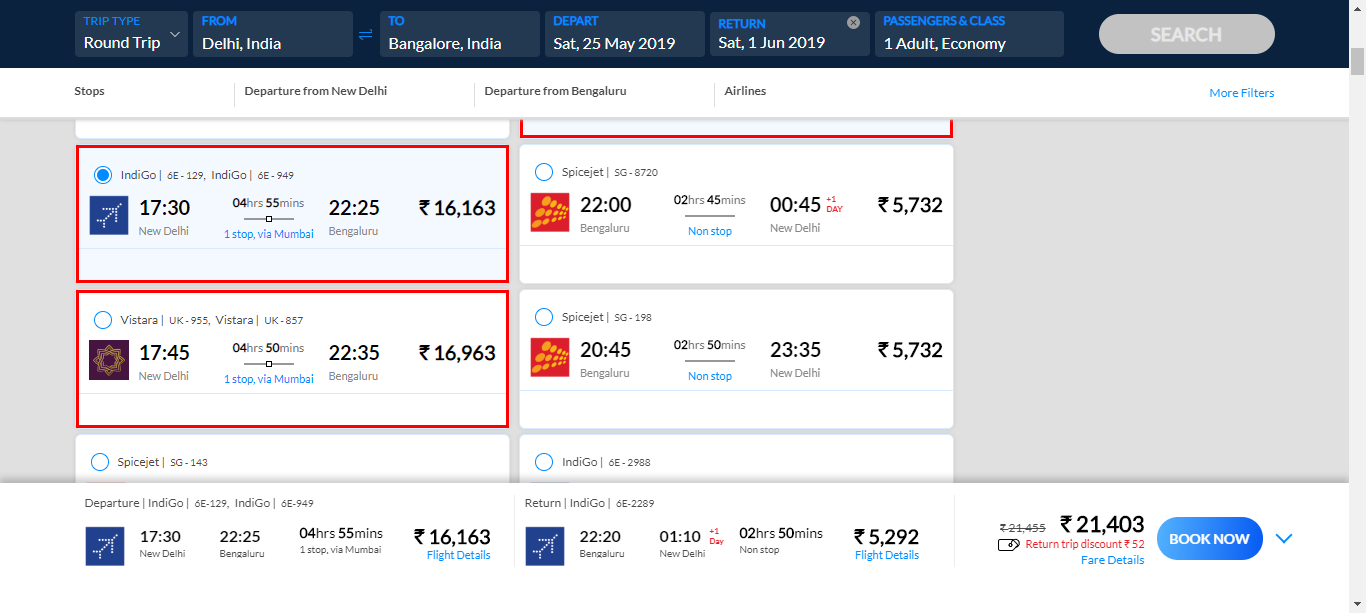 TRIP TYPE
Round Trip
FROM
Delhi, India
TO
Bangalore, India
DEPART
Sat, 25 May 2019
RETURN
Sat, 1 Jun 2019
PASSENGERS & CLASS
1 Adult, Economy
SEARCH
Stops
Departure from New Delhi
Departure from Bengaluru
Airlines
More Filters
IndiGo | 6E - 129, IndiGo | 6E - 949
17:30
New Delhi
04hrs 55mins
1 stop, via Mumbai
22:25
Bengaluru
₹ 16,163
Spicejet | SG - 8720
22:00
Bengaluru
02hrs 45mins
Non stop
00:45 +1 DAY
New Delhi
₹ 5,732
Vistara | UK - 955, Vistara | UK - 857
17:45
New Delhi
04hrs 50mins
1 stop, via Mumbai
22:35
Bengaluru
₹ 16,963
Spicejet | SG - 198
20:45
Bengaluru
02hrs 50mins
Non stop
23:35
New Delhi
₹ 5,732
Spicejet | SG - 143
IndiGo | 6E - 2988
Departure | IndiGo | 6E-129, IndiGo | 6E-949
17:30
New Delhi
22:25
Bengaluru
04hrs 55mins
1 stop, via Mumbai
₹ 16,163
Flight Details
Return | IndiGo | 6E-2289
22:20
Bengaluru
01:10 +1 Day
New Delhi
02hrs 50mins
Non stop
₹ 5,292
Flight Details
₹ 21,455 ₹ 21,403
Return trip discount ₹ 52
Fare Details
BOOK NOW